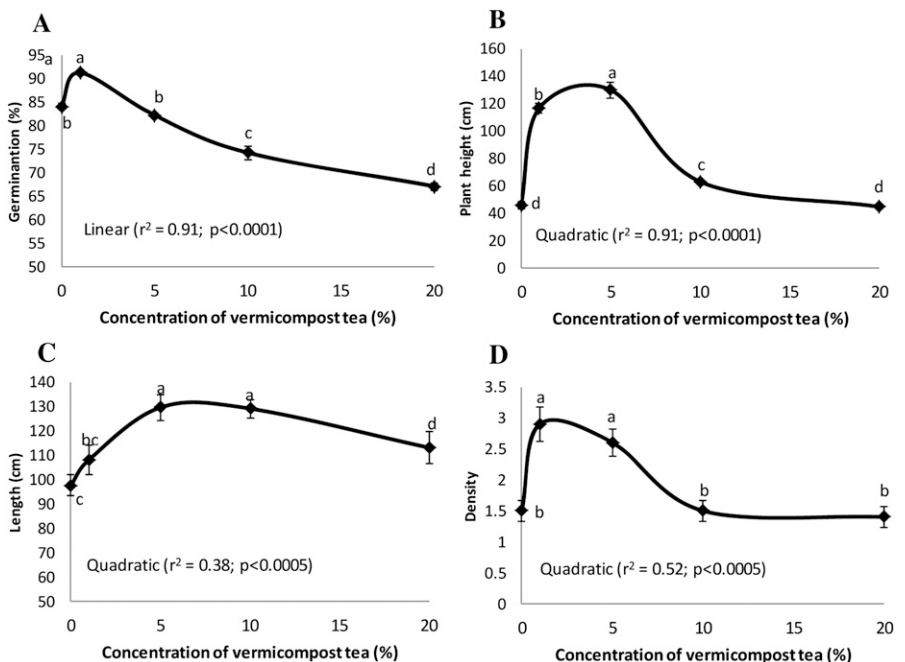 A
95
90
85
80
75
70
65
60
55
50
a
a
b
b
c
d
Germinantion (%)
Linear (r² = 0.91; p<0.0001)
0 5 10 15 20
Concentration of vermicompost tea (%)
B
160
140
120
100
80
60
40
20
0
b
a
d
c
d
Plant height (cm)
Quadratic (r² = 0.91; p<0.0001)
0 5 10 15 20
Concentration of vermicompost tea (%)
C
140
130
120
110
100
90
80
70
60
50
a
a
bc
d
c
Length (cm)
Quadratic (r² = 0.38; p<0.0005)
0 5 10 15 20
Concentration of vermicompost tea (%)
D
3.5
3
2.5
2
1.5
1
0.5
0
a
a
b
b
b
Density
Quadratic (r² = 0.52; p<0.0005)
0 5 10 15 20
Concentration of vermicompost tea (%)